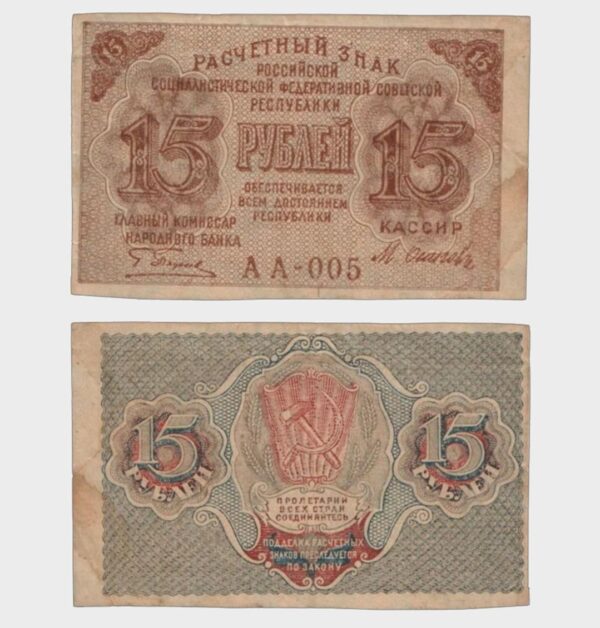 15 15
РАСЧЕТНЫЙ ЗНАК
РОССИЙСКОЙ
СОЦИАЛИСТИЧЕСКОЙ ФЕДЕРАТИВНОЙ СОВЕТСКОЙ
РЕСПУБЛИКИ
15 РУБЛЕЙ 15
ОБЕСПЕЧИВАЕТСЯ
ВСЕМ ДОСТОЯНИЕМ
РЕСПУБЛИКИ
ГЛАВНЫЙ КОМИССАР
НАРОДНОГО БАНКА
КАССИР
АА-005
15 РУБЛЕЙ
15 РУБЛЕЙ
ПРОЛЕТАРИИ
ВСЕХ СТРАН
СОЕДИНЯЙТЕСЬ
ПОДДЕЛКА РАСЧЕТНЫХ
ЗНАКОВ ПРЕСЛЕДУЕТСЯ
ПО ЗАКОНУ